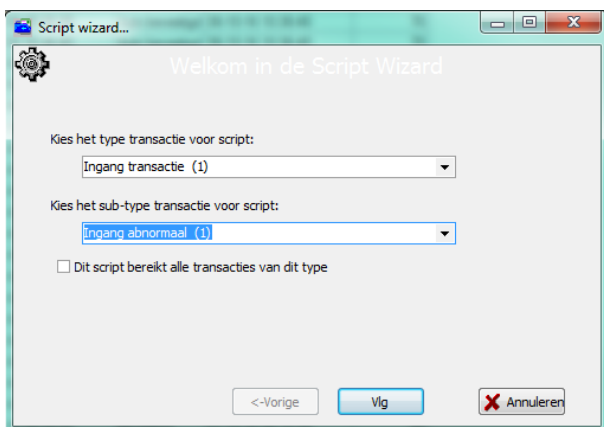 Script wizard...
Welkom in de Script Wizard
Kies het type transactie voor script:
Ingang transactie (1)
Kies het sub-type transactie voor script:
Ingang abnormaal (1)
Dit script bereikt alle transacties van dit type
<-Vorige
Vlg
Annuleren